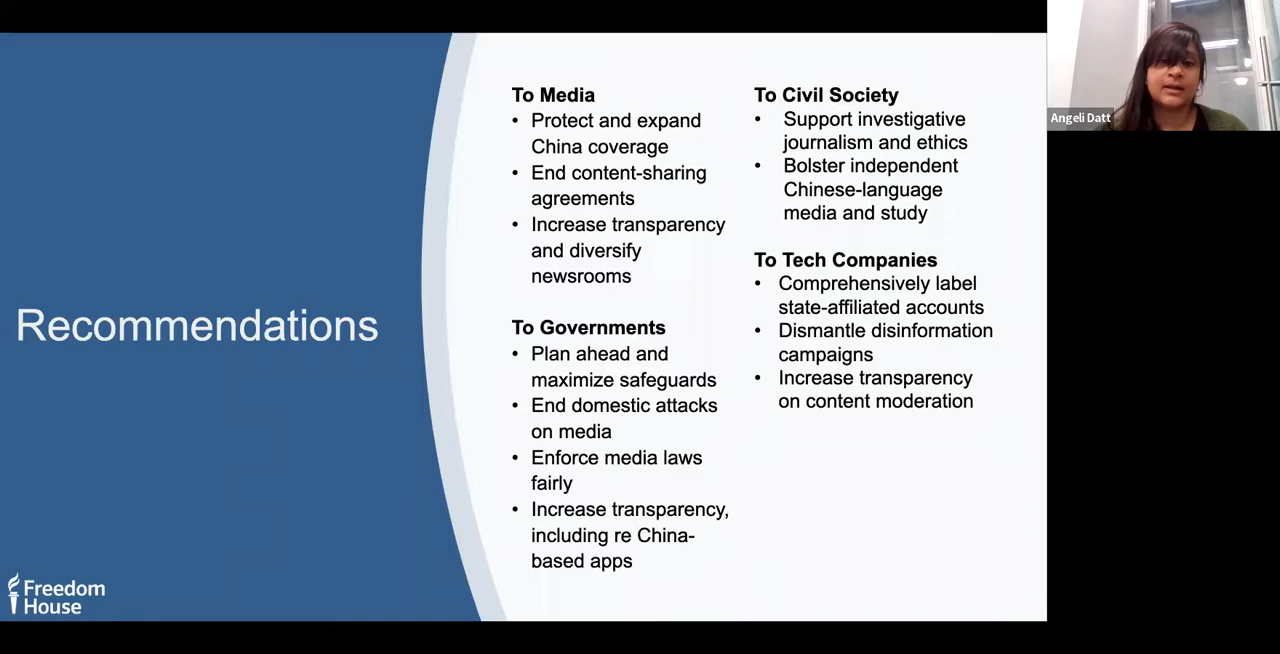 Recommendations
To Media
• Protect and expand
China coverage
• End content-sharing
agreements
• Increase transparency
and diversify
newsrooms
To Governments
• Plan ahead and
maximize safeguards
• End domestic attacks
on media
• Enforce media laws
fairly
• Increase transparency,
including re China-
based apps
To Civil Society
• Support investigative
journalism and ethics
• Bolster independent
Chinese-language
media and study
To Tech Companies
• Comprehensively label
state-affiliated accounts
• Dismantle disinformation
campaigns
• Increase transparency
on content moderation
Freedom
House
Angeli Datt